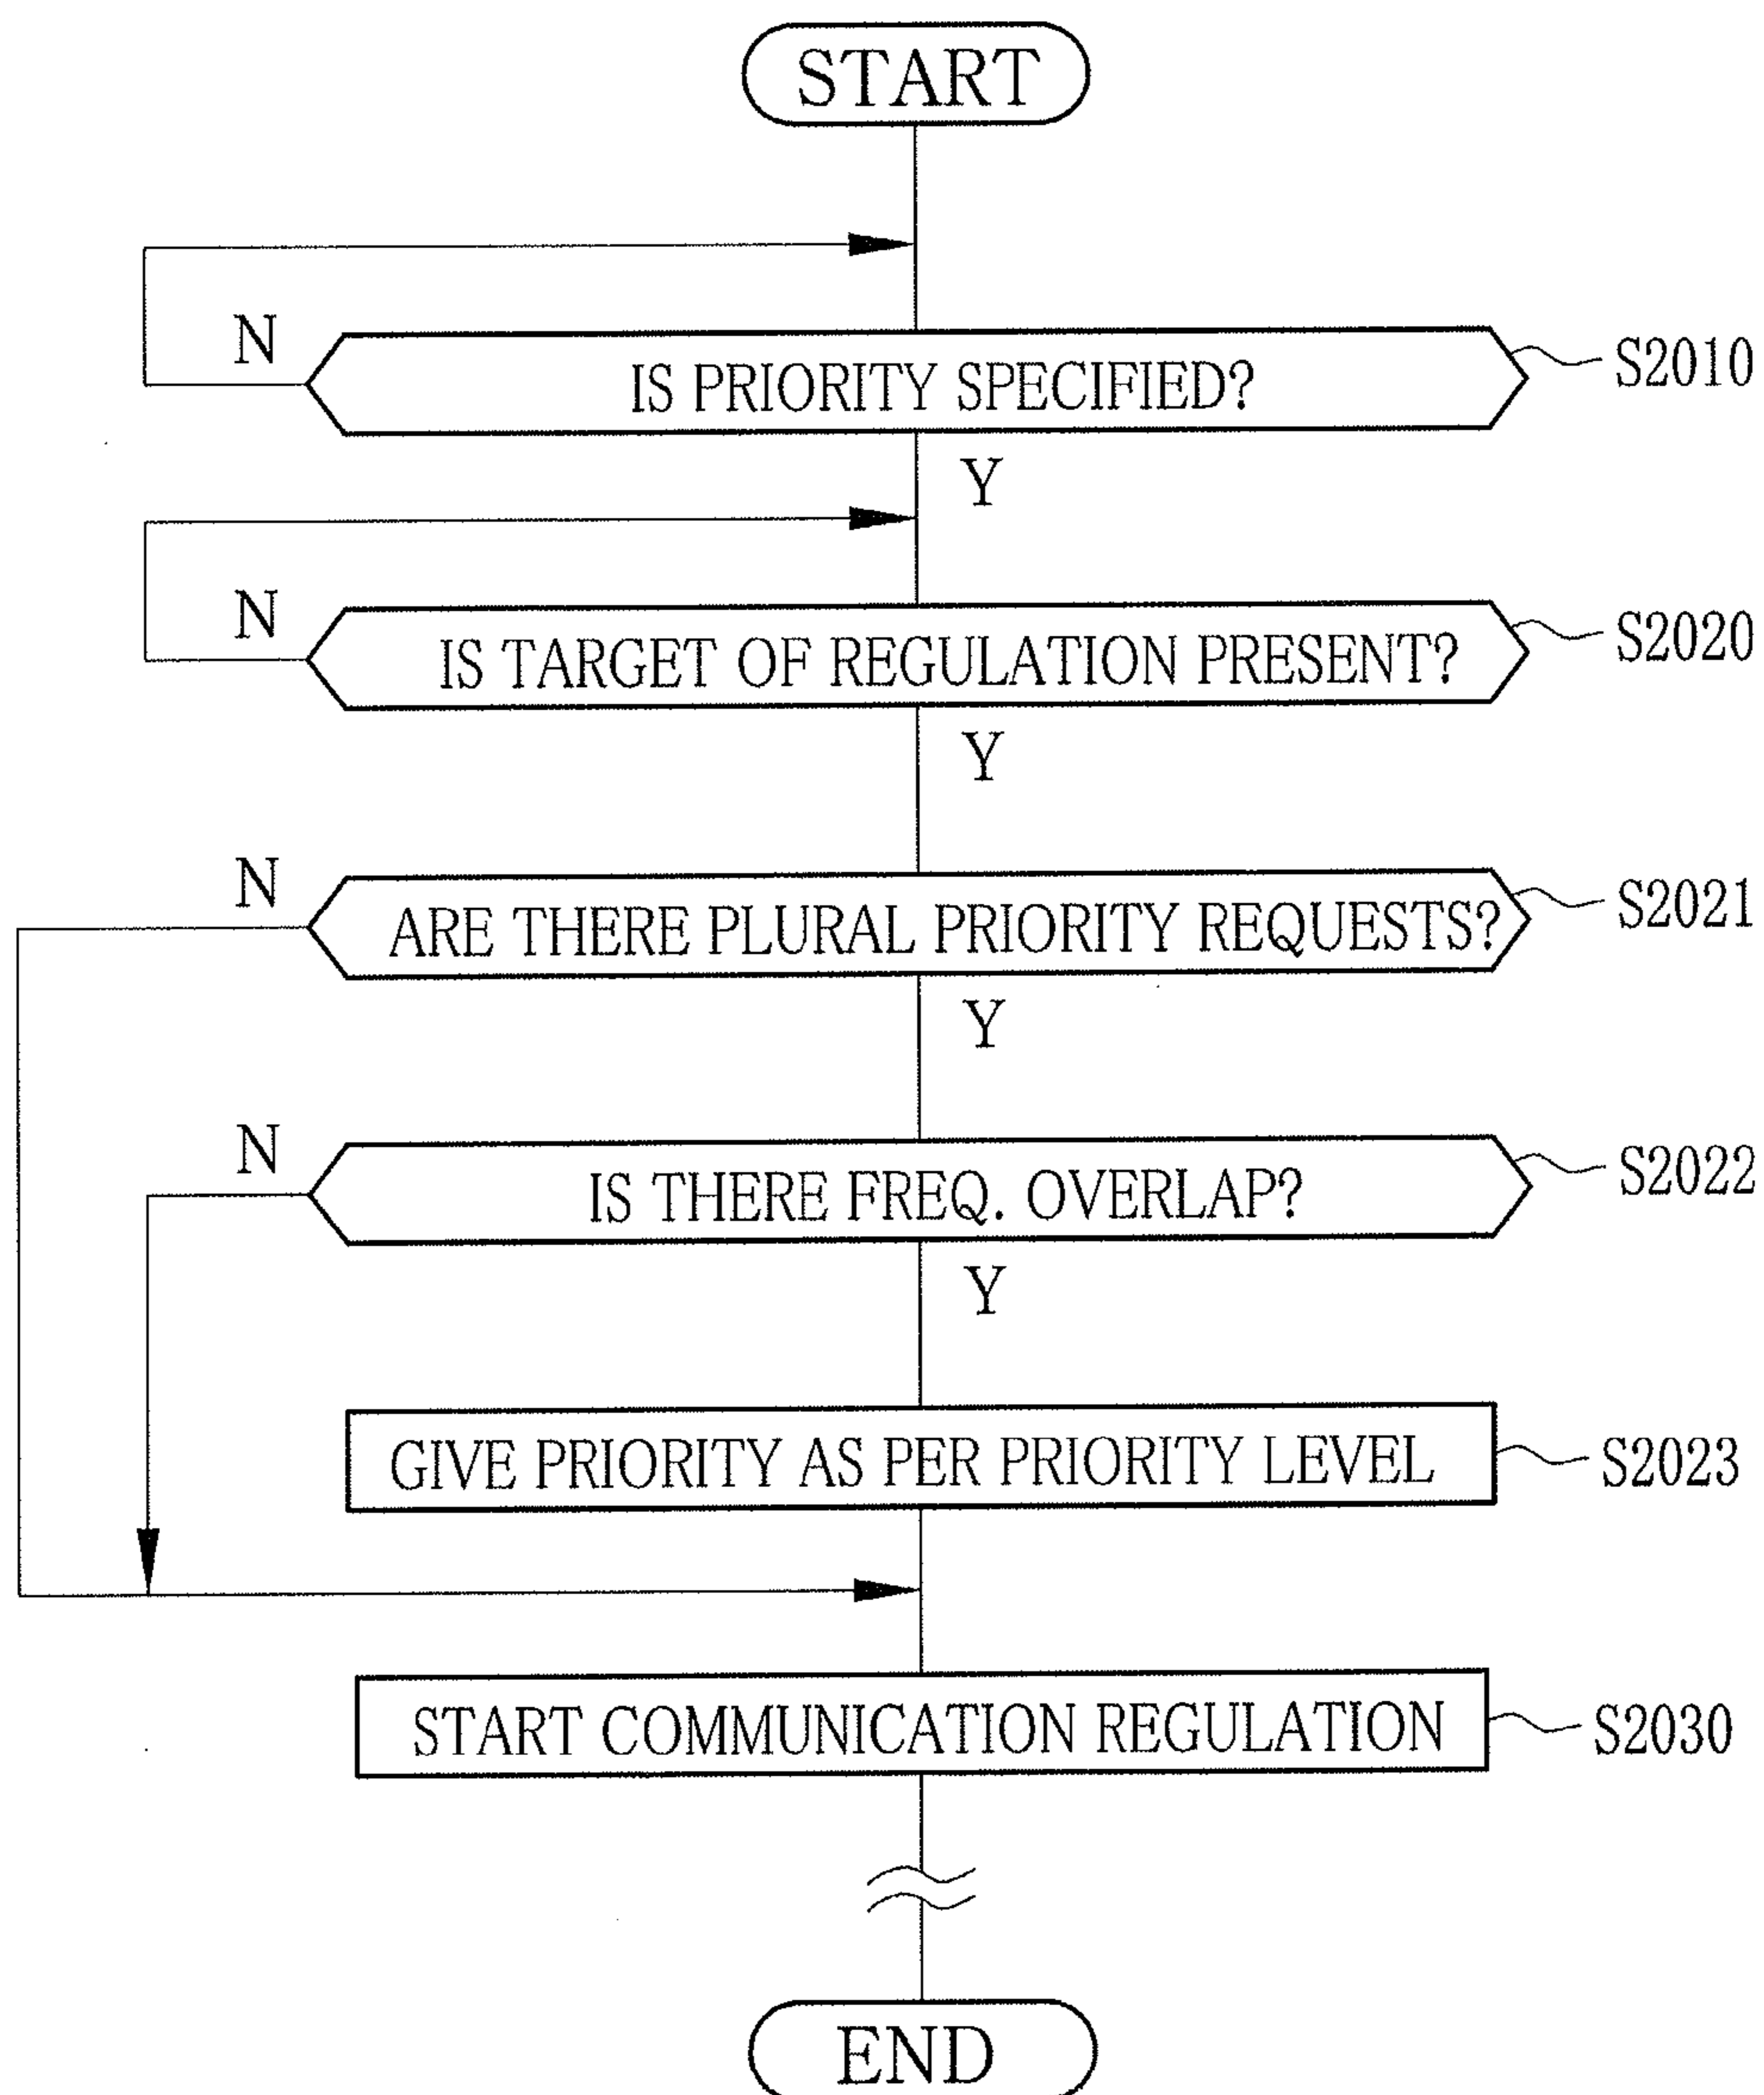 START
N
IS PRIORITY SPECIFIED?
S2010
Y
N
IS TARGET OF REGULATION PRESENT?
S2020
Y
N
ARE THERE PLURAL PRIORITY REQUESTS?
S2021
Y
N
IS THERE FREQ. OVERLAP?
S2022
Y
GIVE PRIORITY AS PER PRIORITY LEVEL
S2023
START COMMUNICATION REGULATION
S2030
END